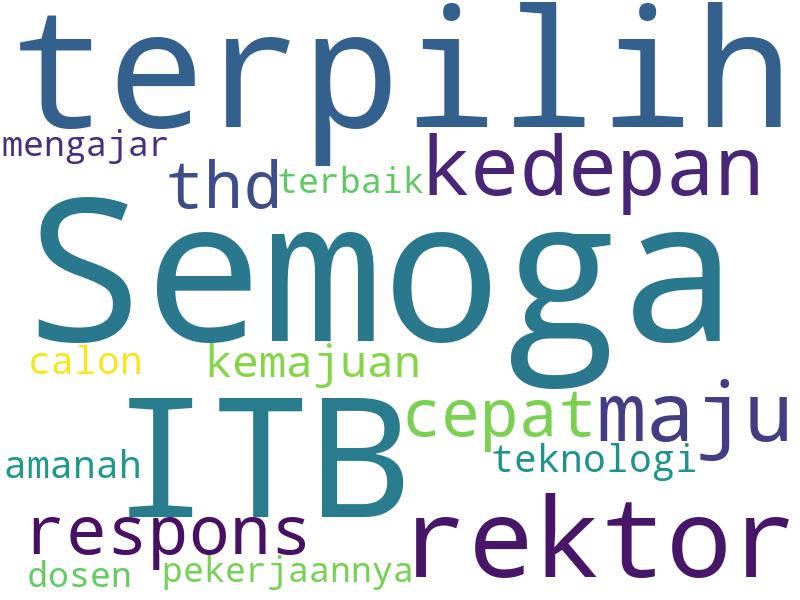 terpilih
mengajar
thd
terbaik
kedepan
Semoga
calon
kemajuan
ITB
cepat
maju
amanah
teknologi
respons
rektor
dosen
pekerjaannya